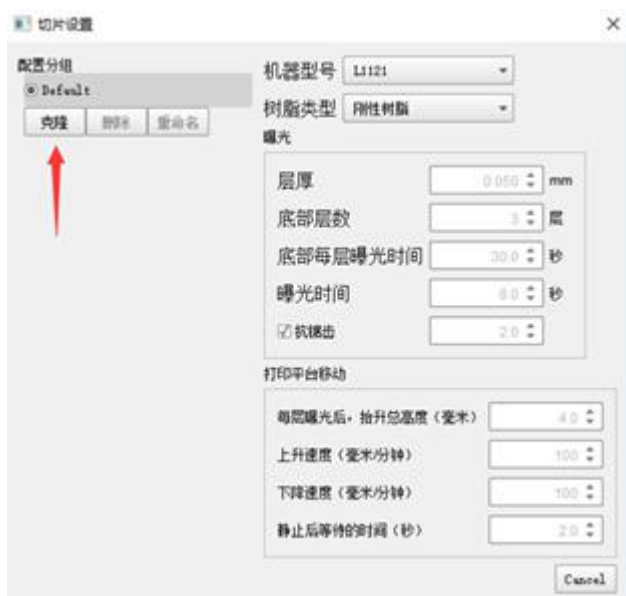 切片设置
配置分组
Default
克隆 删除 重命名
机器型号 L1121
树脂类型 刚性树脂
曝光
层厚 0.050 mm
底部层数 3 层
底部每层曝光时间 30.0 秒
曝光时间 6.0 秒
抗锯齿 2.0
打印平台移动
每层曝光后，抬升总高度（毫米） 4.0
上升速度（毫米/分钟） 100
下降速度（毫米/分钟） 100
静止后等待的时间（秒） 2.0
Cancel